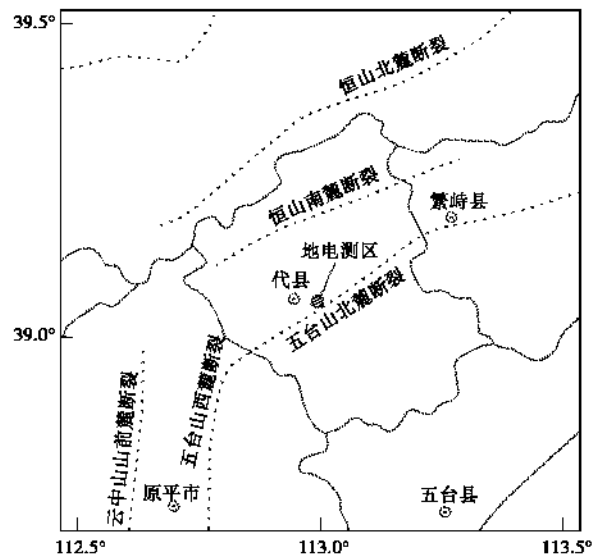 39.5°
恒山北麓断裂
恒山南麓断裂
繁峙县
地电测区
代县
五台山北麓断裂
39.0°
五台山西麓断裂
云中山山前麓断裂
原平市
五台县
112.5°
113.0°
113.5°